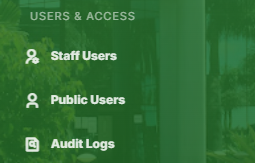 USERS & ACCESS
Staff Users
Public Users
Audit Logs